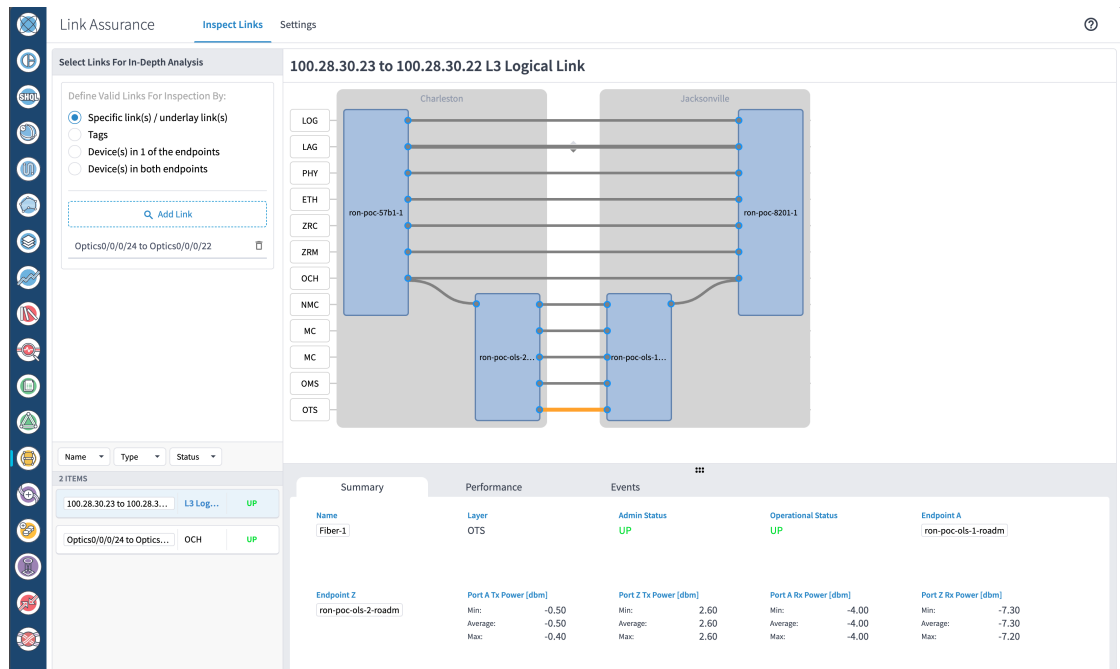 Link Assurance
Inspect Links
Settings
Select Links For In-Depth Analysis
Define Valid Links For Inspection By:
Specific link(s) / underlay link(s)
Tags
Device(s) in 1 of the endpoints
Device(s) in both endpoints
Add Link
Optics0/0/0/24 to Optics0/0/0/22
Name
Type
Status
2 ITEMS
100.28.30.23 to 100.28.3... L3 Log... UP
Optics0/0/0/24 to Optics... OCH UP
100.28.30.23 to 100.28.30.22 L3 Logical Link
Charleston
Jacksonville
LOG
LAG
PHY
ETH
ZRC
ZRM
OCH
NMC
MC
MC
OMS
OTS
ron-poc-57b1-1
ron-poc-8201-1
ron-poc-ols-2...
ron-poc-ols-1...
Summary
Performance
Events
Name
Fiber-1
Layer
OTS
Admin Status
UP
Operational Status
UP
Endpoint A
ron-poc-ols-1-roadm
Endpoint Z
ron-poc-ols-2-roadm
Port A Tx Power [dbm]
Min: -0.50
Average: -0.50
Max: -0.40
Port Z Tx Power [dbm]
Min: 2.60
Average: 2.60
Max: 2.60
Port A Rx Power [dbm]
Min: -4.00
Average: -4.00
Max: -4.00
Port Z Rx Power [dbm]
Min: -7.30
Average: -7.30
Max: -7.20